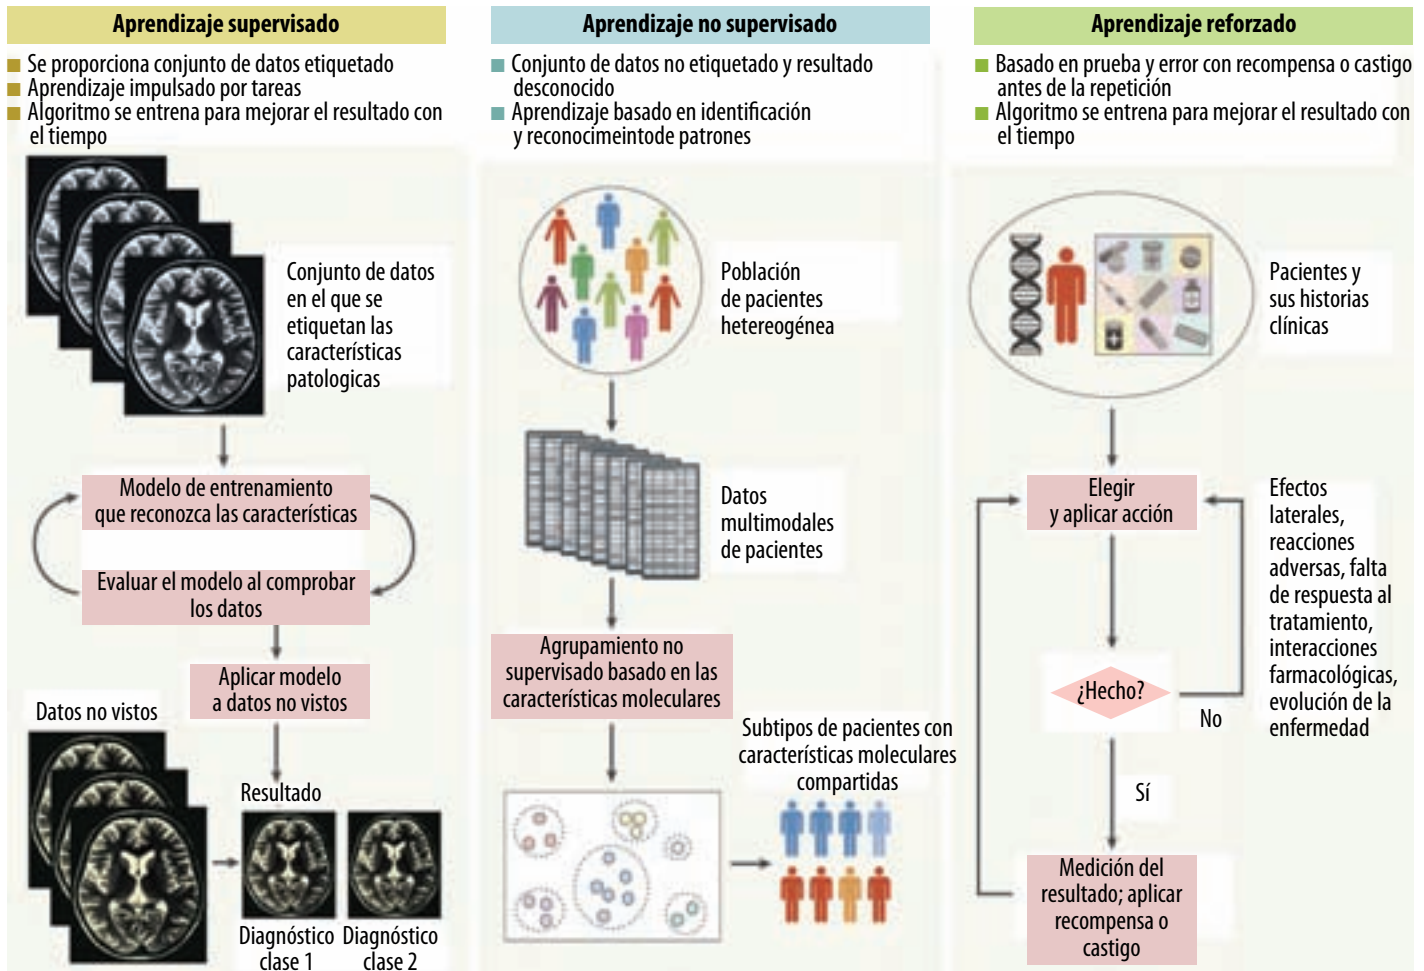 Aprendizaje supervisado
Se proporciona conjunto de datos etiquetado
Aprendizaje impulsado por tareas
Algoritmo se entrena para mejorar el resultado con
el tiempo
Conjunto de datos
en el que se
etiquetan las
características
patologicas
Modelo de entrenamiento
que reconozca las características
Evaluar el modelo al comprobar
los datos
Aplicar modelo
a datos no vistos
Datos no vistos
Resultado
Diagnóstico
clase 1
Diagnóstico
clase 2
Aprendizaje no supervisado
Conjunto de datos no etiquetado y resultado
desconocido
Aprendizaje basado en identificación
y reconocimeintode patrones
Población
de pacientes
heterogénea
Datos
multimodales
de pacientes
Agrupamiento no
supervisado basado en las
características moleculares
Subtipos de pacientes con
características moleculares
compartidas
Aprendizaje reforzado
Basado en prueba y error con recompensa o castigo
antes de la repetición
Algoritmo se entrena para mejorar el resultado con
el tiempo
Pacientes y
sus historias
clínicas
Elegir
y aplicar acción
Efectos
laterales,
reacciones
adversas, falta
de respuesta al
tratamiento,
interacciones
farmacológicas,
evolución de la
enfermedad
¿Hecho?
No
Sí
Medición del
resultado; aplicar
recompensa o
castigo